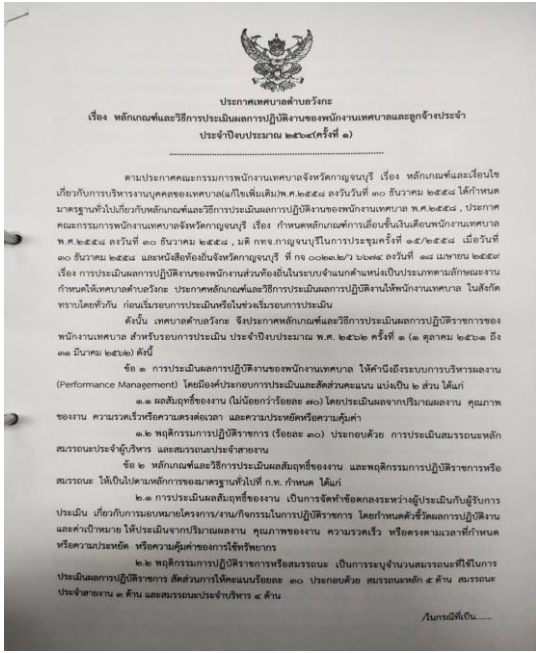 ประกาศเทศบาลตำบลวังกะ
เรื่อง หลักเกณฑ์และวิธีการประเมินผลการปฏิบัติงานของพนักงานเทศบาลและลูกจ้างประจำ
ประจำปีงบประมาณ ๒๕๖๔(ครั้งที่ ๑)
ตามประกาศคณะกรรมการพนักงานเทศบาลจังหวัดกาญจนบุรี เรื่อง หลักเกณฑ์และเงื่อนไข
เกี่ยวกับการบริหารงานบุคคลของเทศบาล(แก้ไขเพิ่มเติม)พ.ศ.๒๕๕๘ ลงวันวันที่ ๓๐ ธันวาคม ๒๕๕๘ ได้กำหนด
มาตรฐานทั่วไปเกี่ยวกับหลักเกณฑ์และวิธีการประเมินผลการปฏิบัติงานของพนักงานเทศบาล พ.ศ.๒๕๕๘ , ประกาศ
คณะกรรมการพนักงานเทศบาลจังหวัดกาญจนบุรี เรื่อง กำหนดหลักเกณฑ์การเลื่อนขั้นเงินเดือนพนักงานเทศบาล
พ.ศ.๒๕๕๘ ลงวันที่ ๓๐ ธันวาคม ๒๕๕๘ , มติ กทจ.กาญจนบุรีในการประชุมครั้งที่ ๑๕/๒๕๕๘ เมื่อวันที่
๓๐ ธันวาคม ๒๕๕๘ และหนังสือท้องถิ่นจังหวัดกาญจนบุรี ที่ กจ ๐๐๒๓.๒/ว ลงวันที่ ๑๘ เมษายน ๒๕๕๙
เรื่อง การประเมินผลการปฏิบัติงานของพนักงานส่วนท้องถิ่นในระบบจำแนกตำแหน่งเป็นประเภทตามลักษณะงาน
กำหนดให้เทศบาลตำบลวังกะ ประกาศหลักเกณฑ์และวิธีการประเมินผลการปฏิบัติงานให้พนักงานเทศบาล ในสังกัด
ทราบโดยทั่วกัน ก่อนเริ่มรอบการประเมินหรือในช่วงเริ่มรอบการประเมิน
ดังนั้น เทศบาลตำบลวังกะ จึงประกาศหลักเกณฑ์และวิธีการประเมินผลการปฏิบัติราชการของ
พนักงานเทศบาล สำหรับรอบการประเมิน ประจำปีงบประมาณ พ.ศ. ๒๕๖๒ ครั้งที่ ๑ (๑ ตุลาคม ๒๕๖๑ ถึง
๓๑ มีนาคม ๒๕๖๒) ดังนี้
ข้อ ๑ การประเมินผลการปฏิบัติงานของพนักงานเทศบาล ให้คำนึงถึงระบบการบริหารผลงาน
(Performance Management) โดยมีองค์ประกอบการประเมินและสัดส่วนคะแนน แบ่งเป็น ๒ ส่วน ได้แก่
๑.๑ ผลสัมฤทธิ์ของงาน (ไม่น้อยกว่าร้อยละ ๗๐) โดยประเมินผลจากปริมาณผลงาน คุณภาพ
ของงาน ความรวดเร็วหรือความตรงต่อเวลา และความประหยัดหรือความคุ้มค่า
๑.๒ พฤติกรรมการปฏิบัติราชการ (ร้อยละ ๓๐) ประกอบด้วย การประเมินสมรรถนะหลัก
สมรรถนะประจำผู้บริหาร และสมรรถนะประจำสายงาน
ข้อ ๒ หลักเกณฑ์และวิธีการประเมินผลสัมฤทธิ์ของงาน และพฤติกรรมการปฏิบัติราชการหรือ
สมรรถนะ ให้เป็นไปตามหลักการของมาตรฐานทั่วไปที่ ก.ท. กำหนด ได้แก่
๒.๑ การประเมินผลสัมฤทธิ์ของงาน เป็นการจัดทำข้อตกลงระหว่างผู้ประเมินกับผู้รับการ
ประเมิน เกี่ยวกับการมอบหมายโครงการ/งาน/กิจกรรมในการปฏิบัติราชการ โดยกำหนดตัวชี้วัดผลการปฏิบัติงาน
และค่าเป้าหมาย ให้ประเมินจากปริมาณผลงาน คุณภาพของงาน ความรวดเร็ว หรือตรงตามเวลาที่กำหนด
หรือความประหยัด หรือความคุ้มค่าของการใช้ทรัพยากร
๒.๒ พฤติกรรมการปฏิบัติราชการหรือสมรรถนะ เป็นการระบุจำนวนสมรรถนะที่ใช้ในการ
ประเมินผลการปฏิบัติราชการ สัดส่วนการให้คะแนนร้อยละ ๓๐ ประกอบด้วย สมรรถนะหลัก ๕ ด้าน สมรรถนะ
ประจำสายงาน ๓ ด้าน และสมรรถนะประจำบริหาร ๔ ด้าน
/ในกรณีที่เป็น......